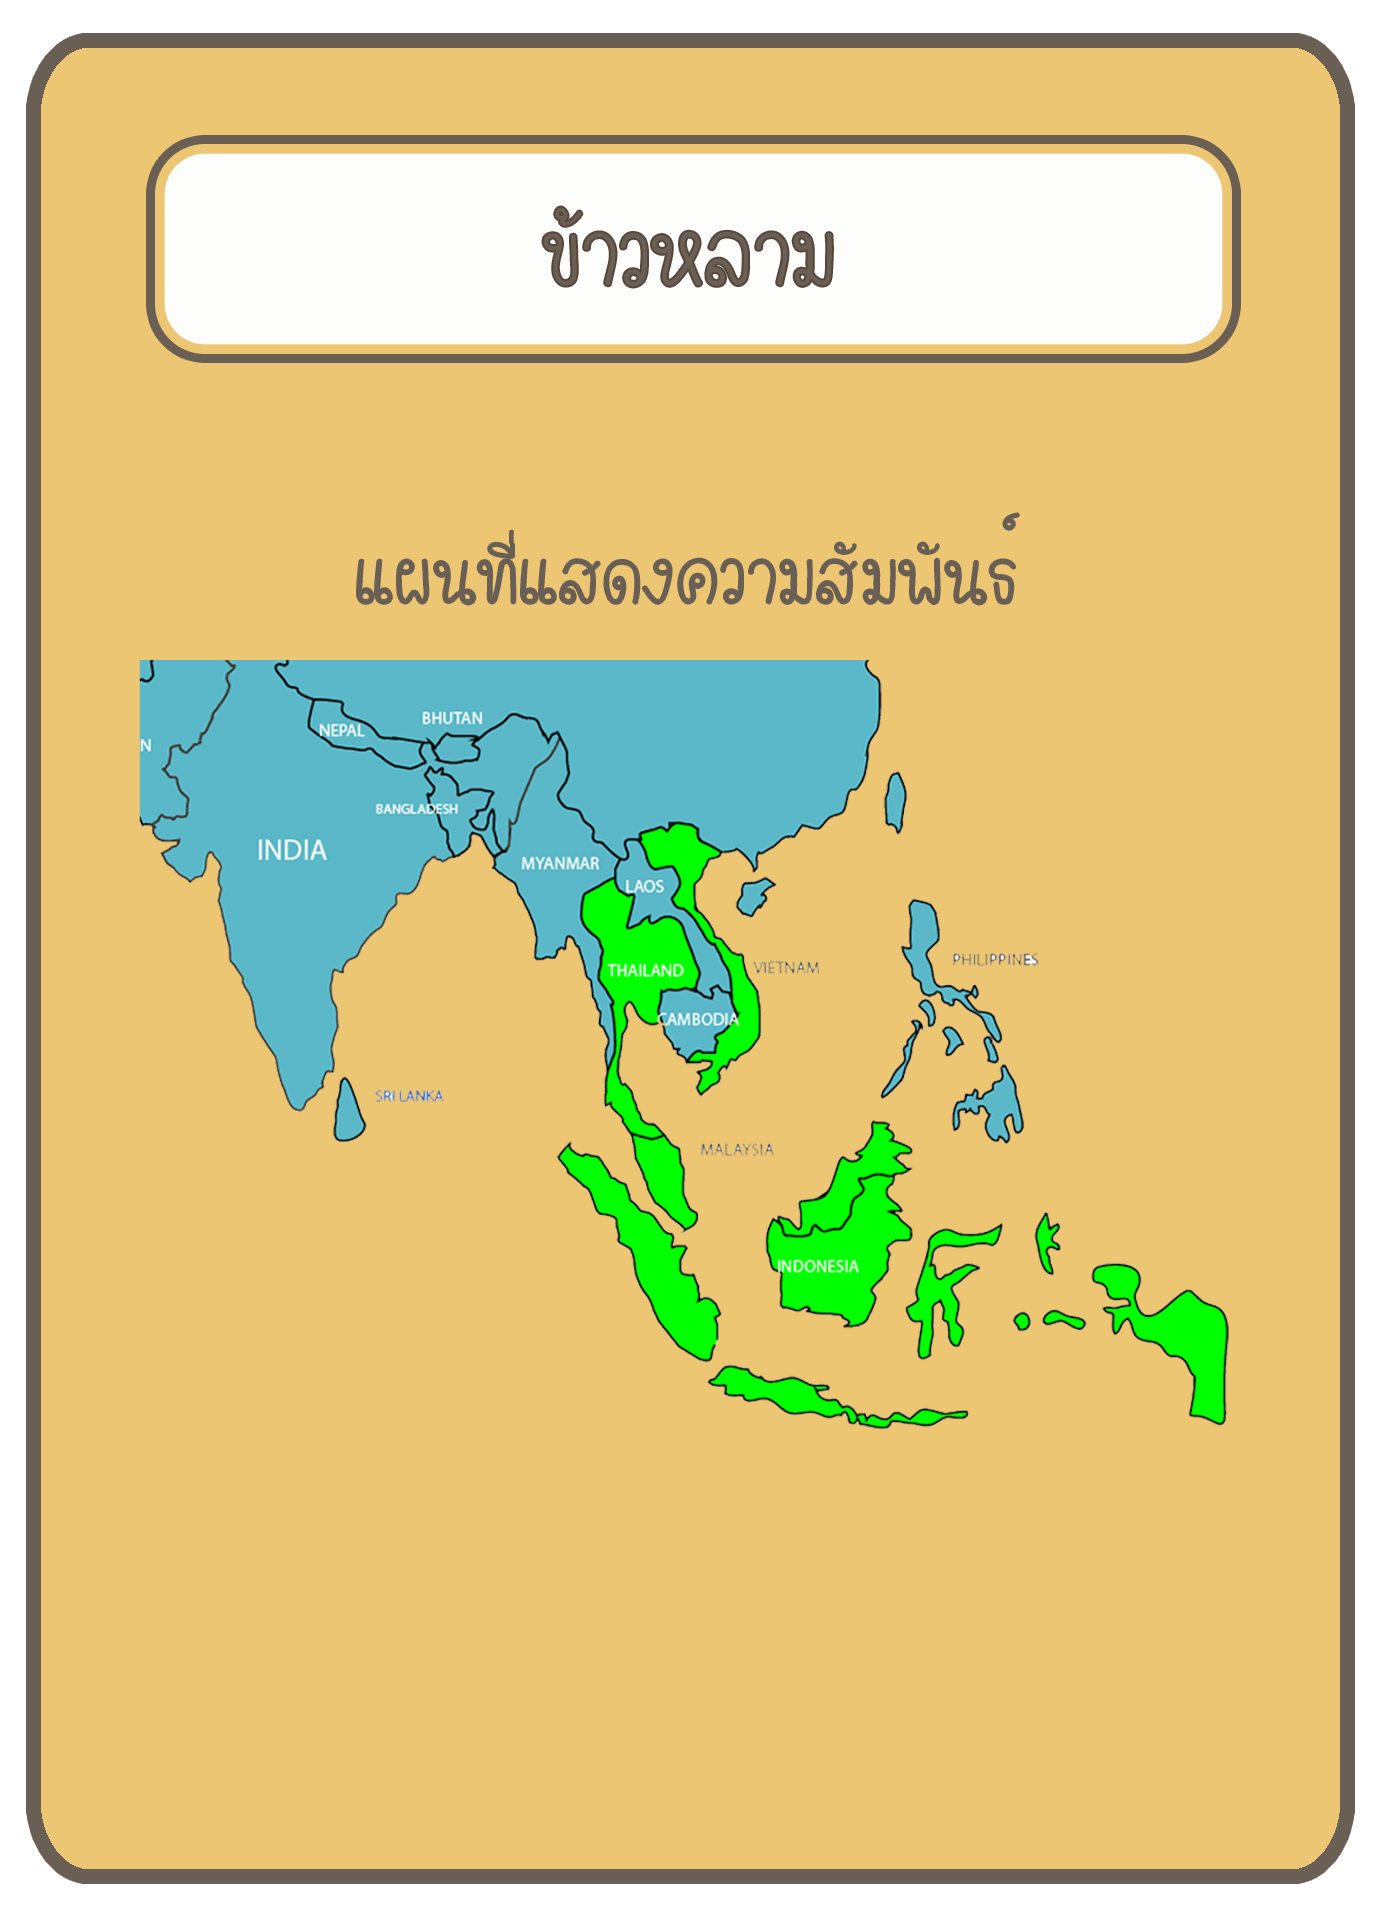 ข้าวหลาม
แผนที่แสดงความสัมพันธ์
BHUTAN
NEPAL
N
BANGLADESH
INDIA
MYANMAR
LAOS
PHILIPPINES
THAILAND
VIETNAM
CAMBODIA
SRI LANKA
MALAYSIA
INDONESIA